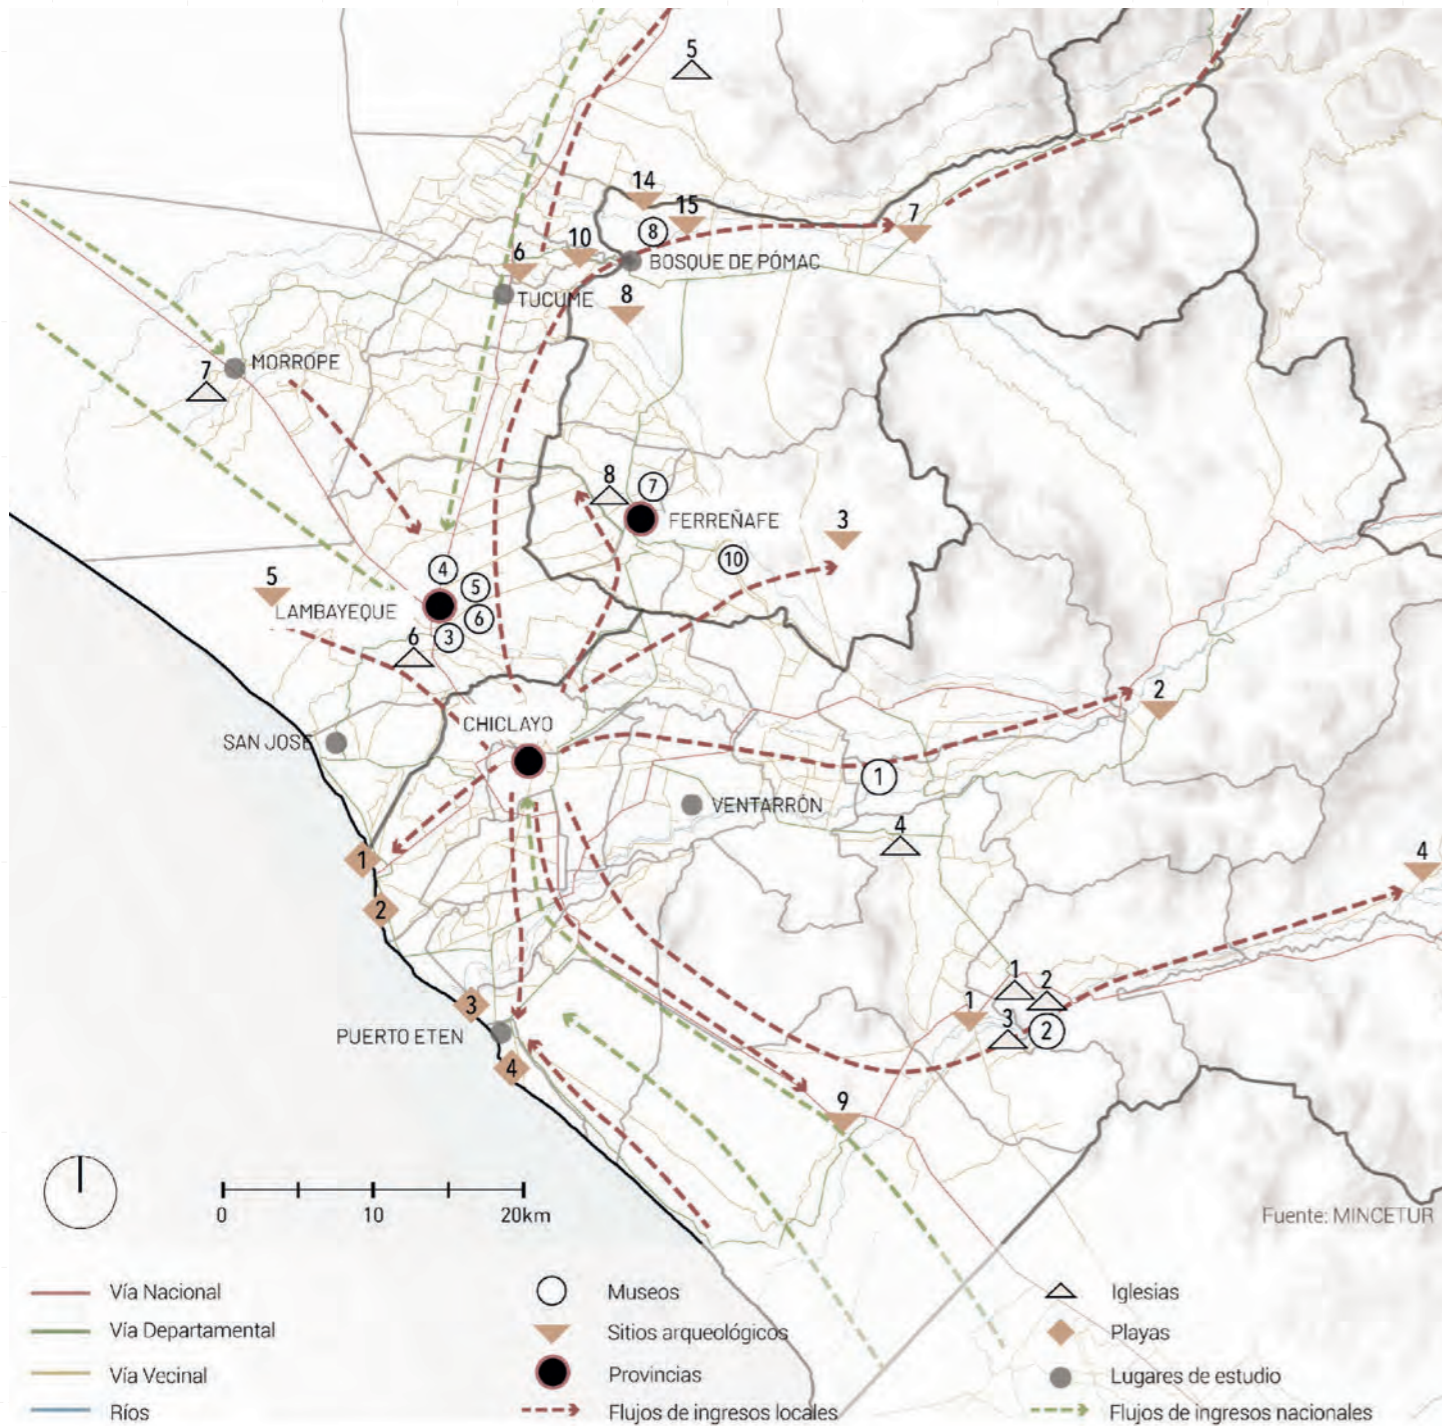 5
14
15
7
8
10
6
BOSQUE DE PÓMAC
TUCUME
8
MORROPE
7
8
7
FERREÑAFE
3
10
4
5
5
LAMBAYEQUE
6
3
6
2
CHICLAYO
SAN JOSE
1
VENTARRÓN
4
1
4
2
1
2
3
1
3
2
PUERTO ETEN
4
9
0
10
20km
Fuente: MINCETUR
Vía Nacional
Museos
Iglesias
Vía Departamental
Sitios arqueológicos
Playas
Vía Vecinal
Provincias
Lugares de estudio
Ríos
Flujos de ingresos locales
Flujos de ingresos nacionales